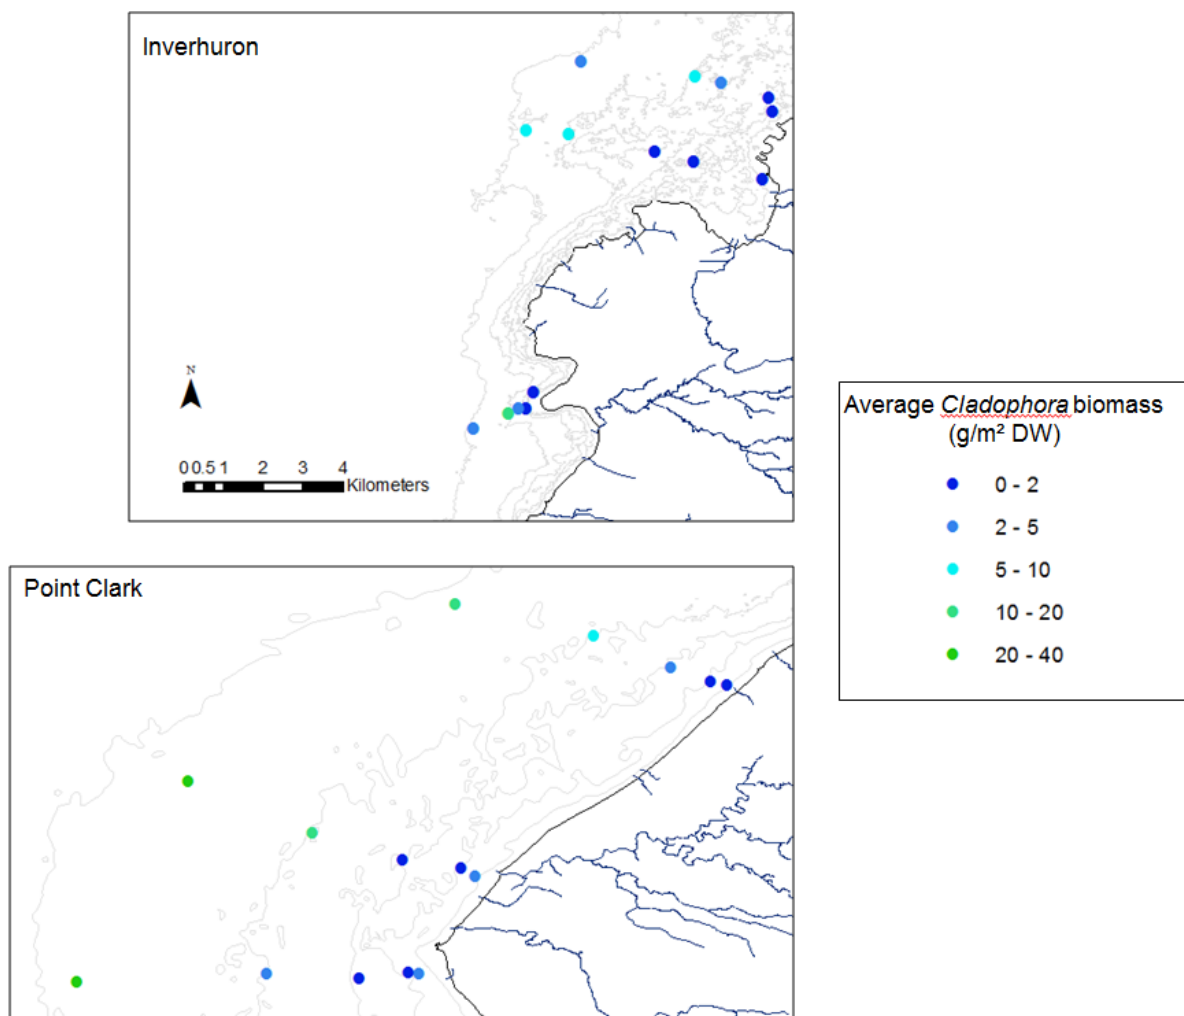 Inverhuron
N
0 0.5 1 2 3 4
Kilometers
Point Clark
Average Cladophora biomass
(g/m² DW)
0 - 2
2 - 5
5 - 10
10 - 20
20 - 40